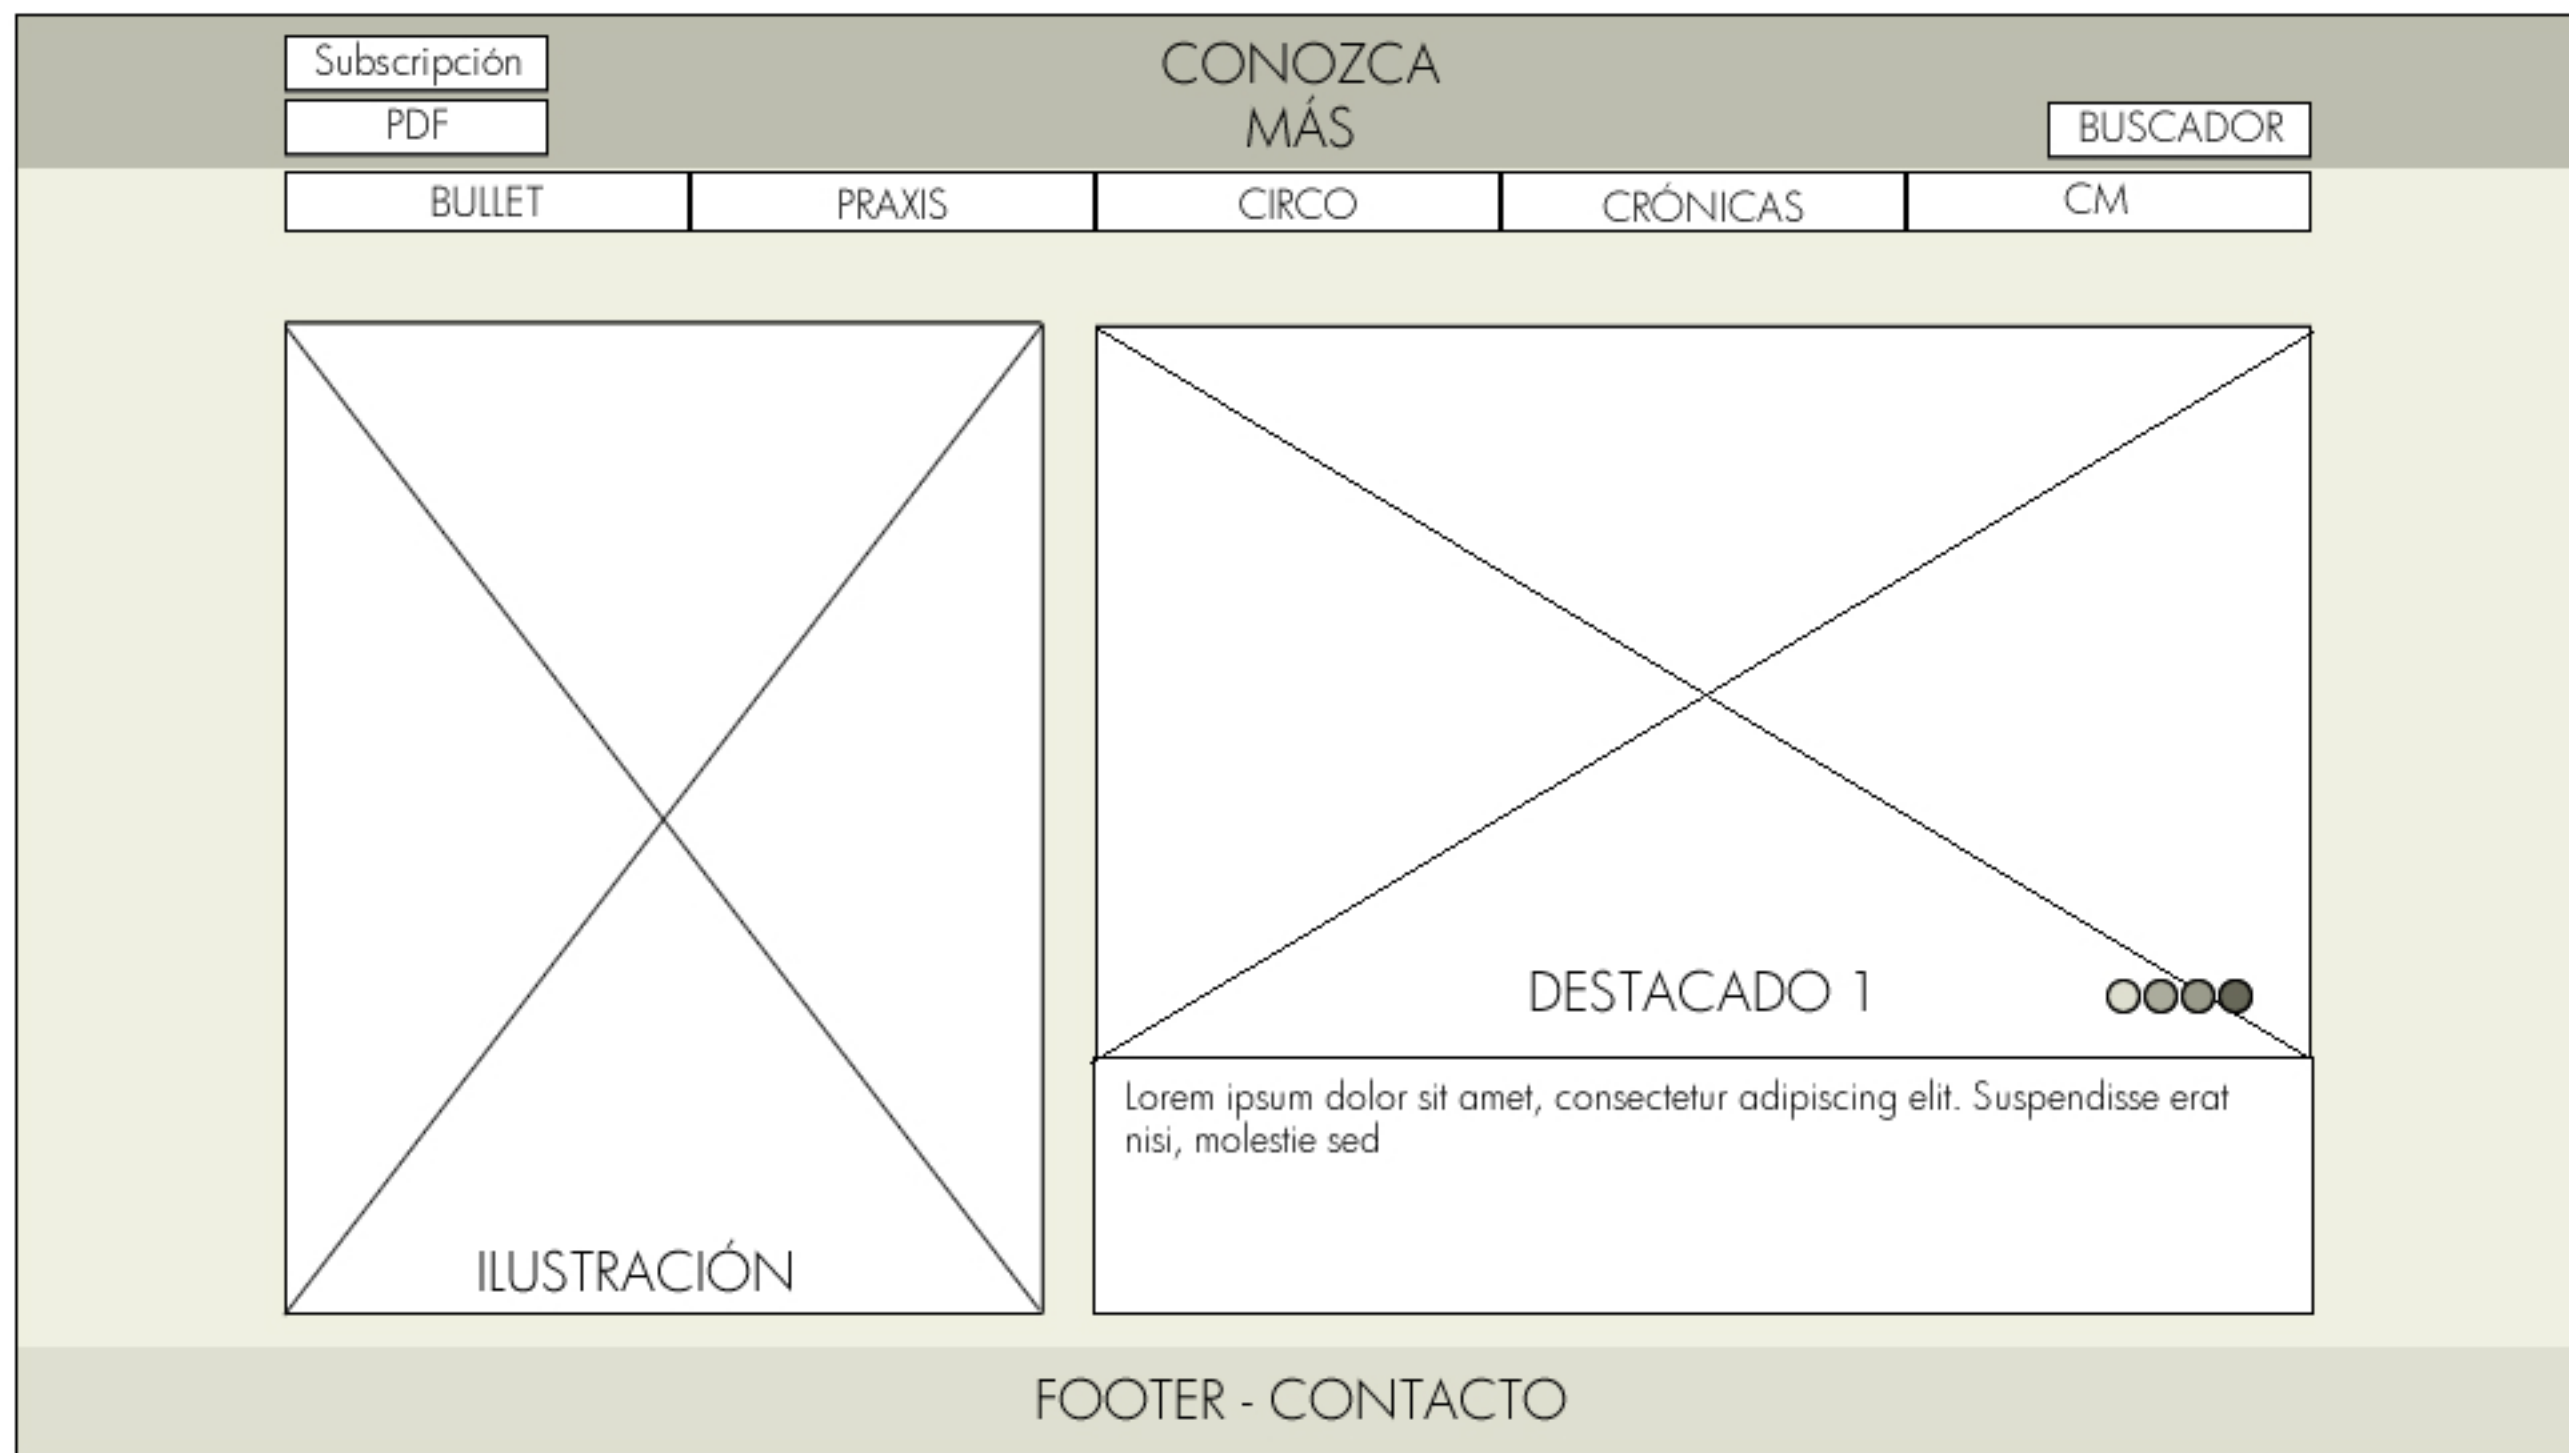 Subscripción
PDF
CONOZCA
MÁS
BUSCADOR
BULLET
PRAXIS
CIRCO
CRÓNICAS
CM
ILUSTRACIÓN
DESTACADO 1
Lorem ipsum dolor sit amet, consectetur adipiscing elit. Suspendisse erat
nisi, molestie sed
FOOTER - CONTACTO